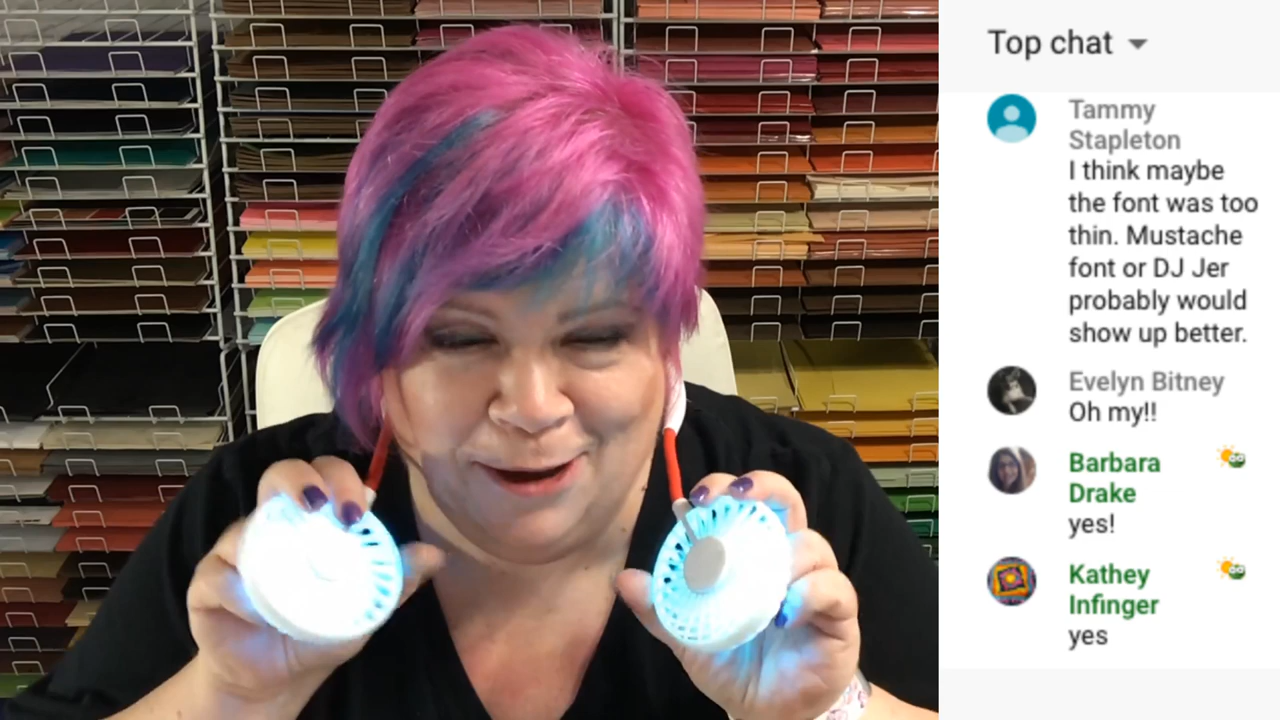 Top chat
Tammy
Stapleton
I think maybe
the font was too
thin. Mustache
font or DJ Jer
probably would
show up better.
Evelyn Bitney
Oh my!!
Barbara
Drake
yes!
Kathey
Infinger
yes